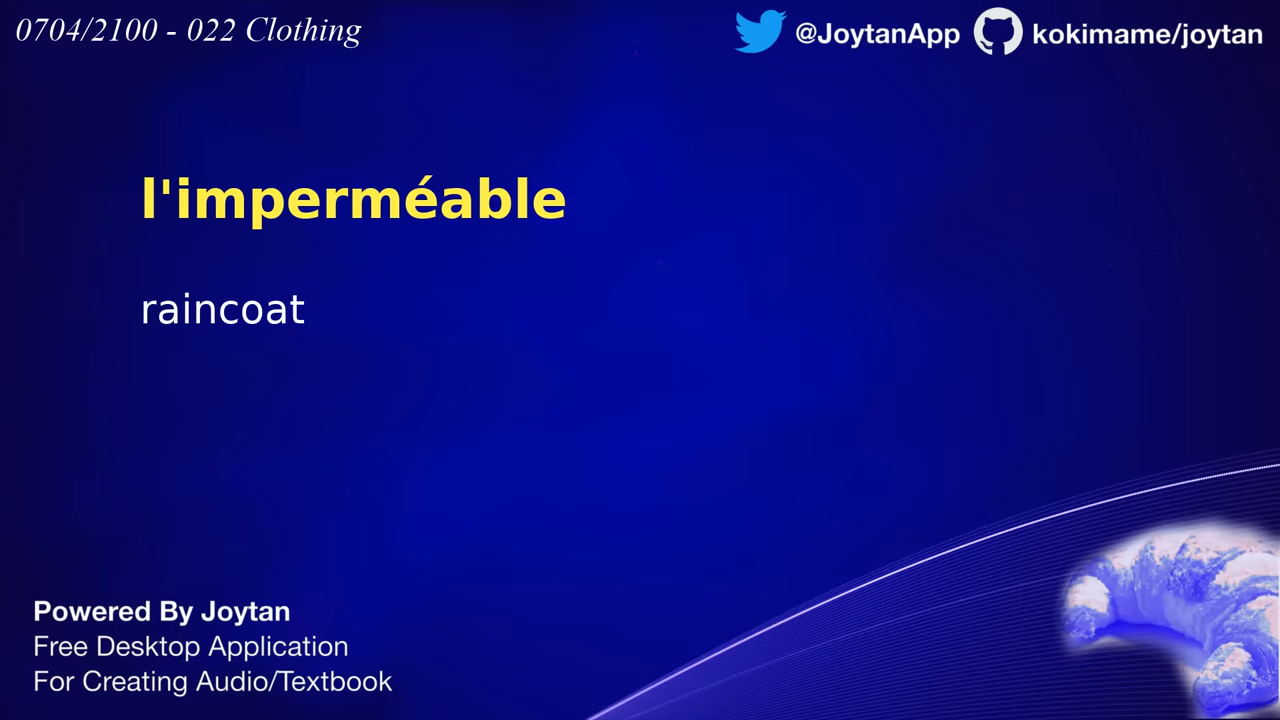 0704/2100 - 022 Clothing
@JoytanApp
kokimame/joytan
l'imperméable
raincoat
Powered By Joytan
Free Desktop Application
For Creating Audio/Textbook